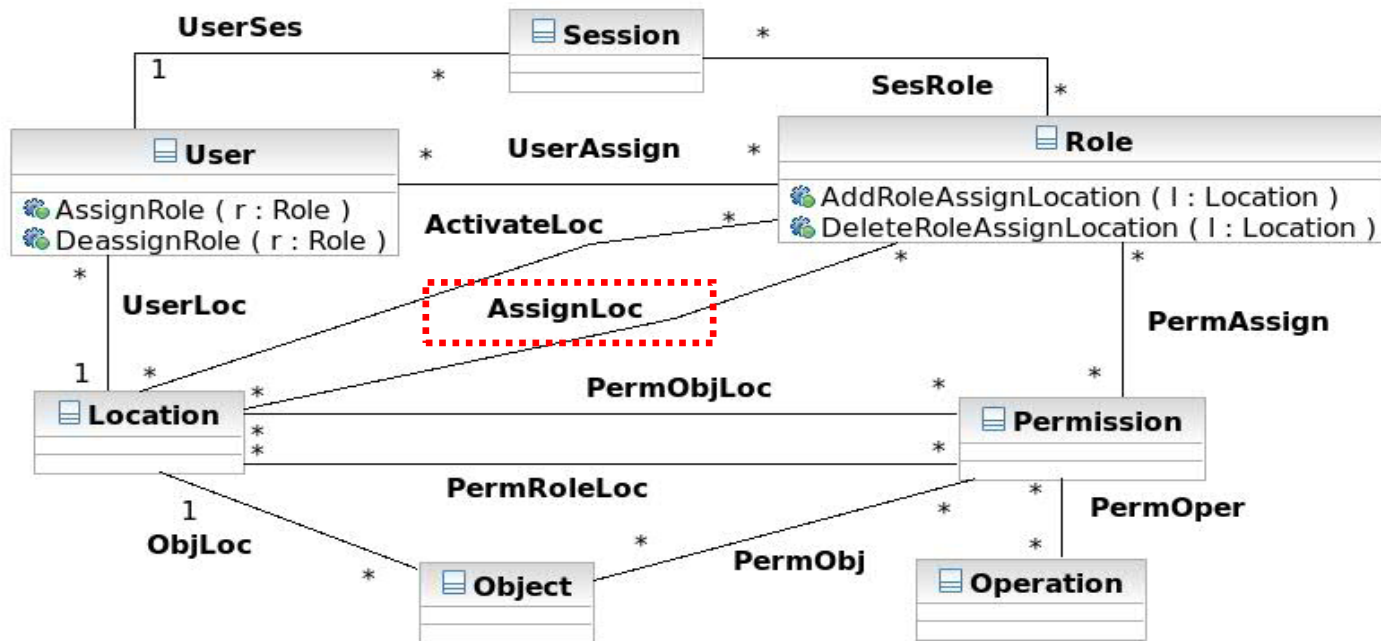 UserSes
Session
*
1
*
SesRole
*
User
*
UserAssign
*
Role
AssignRole ( r : Role )
DeassignRole ( r : Role )
ActivateLoc
*
AddRoleAssignLocation ( l : Location )
DeleteRoleAssignLocation ( l : Location )
*
UserLoc
AssignLoc
*
*
PermAssign
1
*
*
PermObjLoc
*
*
Location
*
*
Permission
*
PermRoleLoc
1
*
*
PermOper
ObjLoc
*
*
PermObj
*
Object
Operation